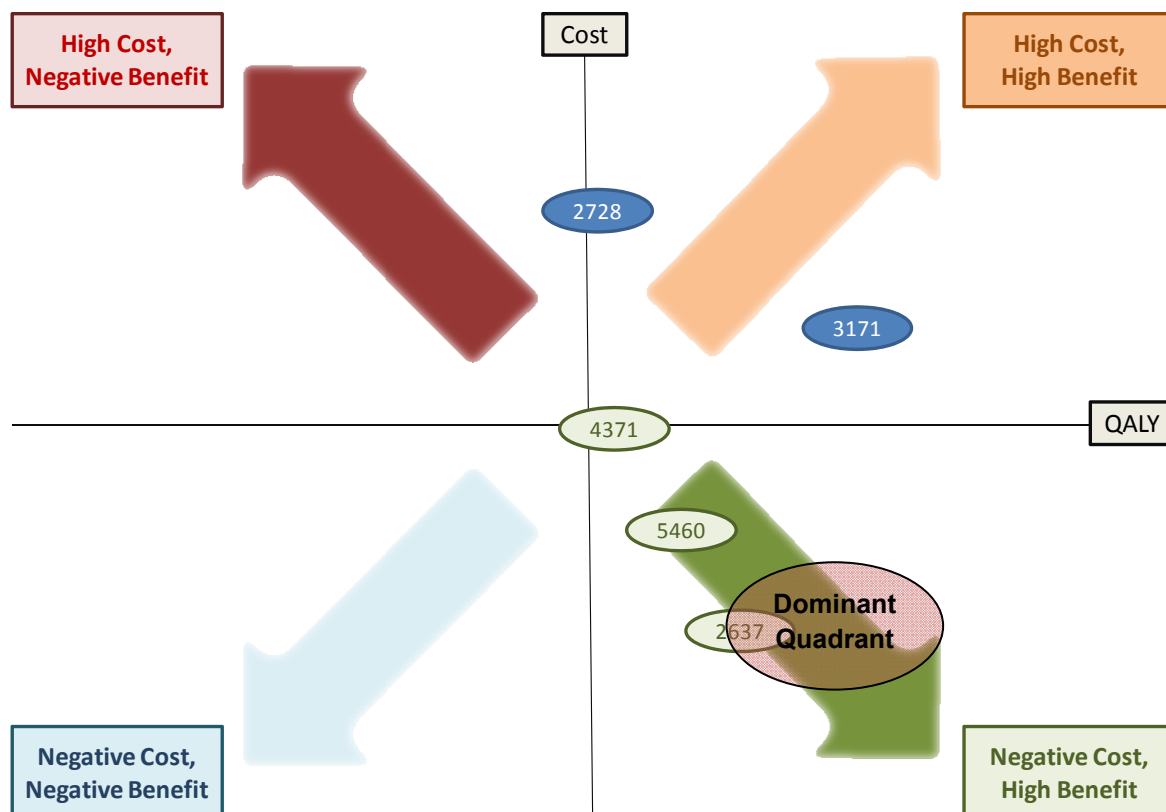 High Cost,
Negative Benefit
Cost
High Cost,
High Benefit
2728
3171
4371
QALY
5460
2637
Dominant
Quadrant
Negative Cost,
Negative Benefit
Negative Cost,
High Benefit